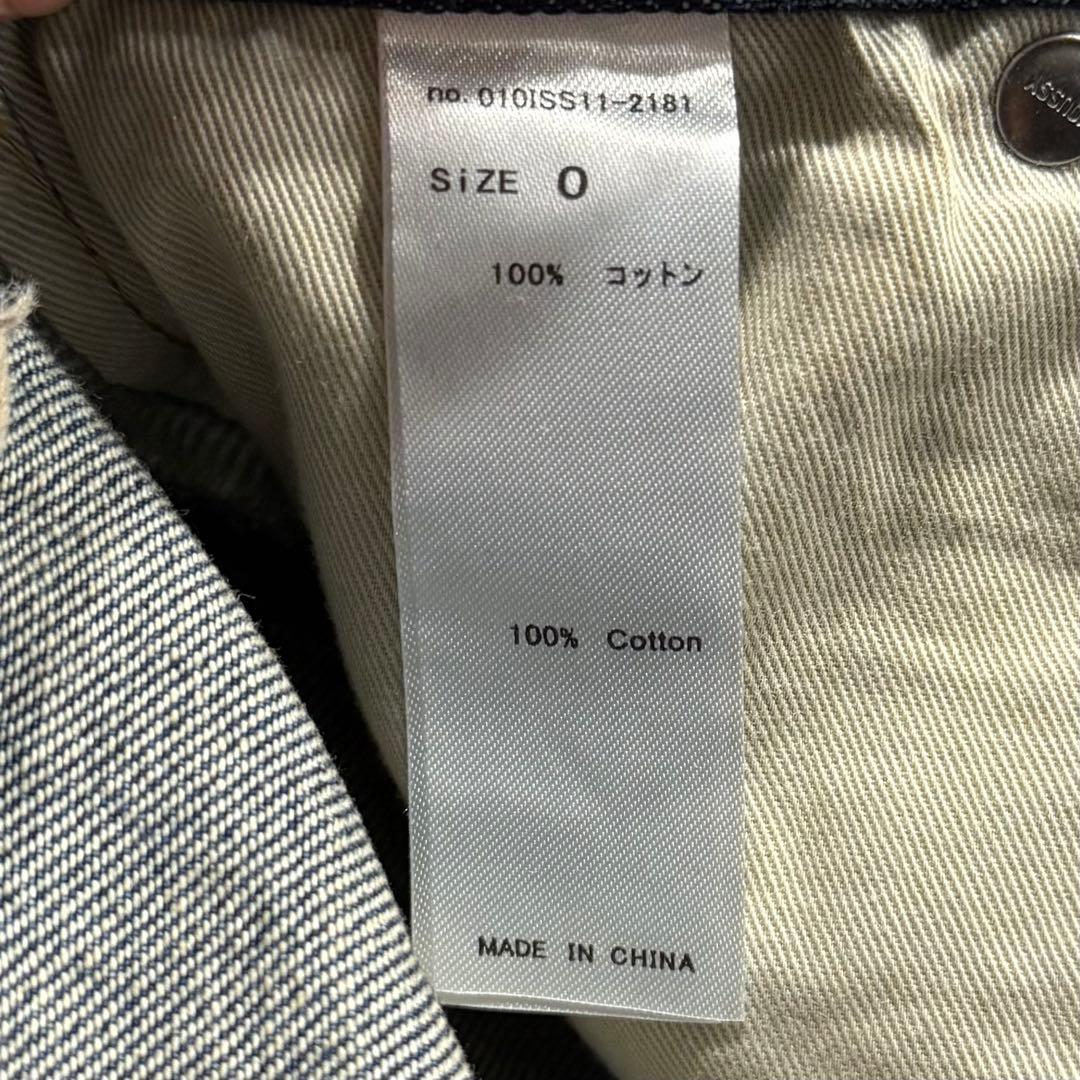 no. 010ISS11-2181
SiZE 0
100% コットン
100% Cotton
MADE IN CHINA